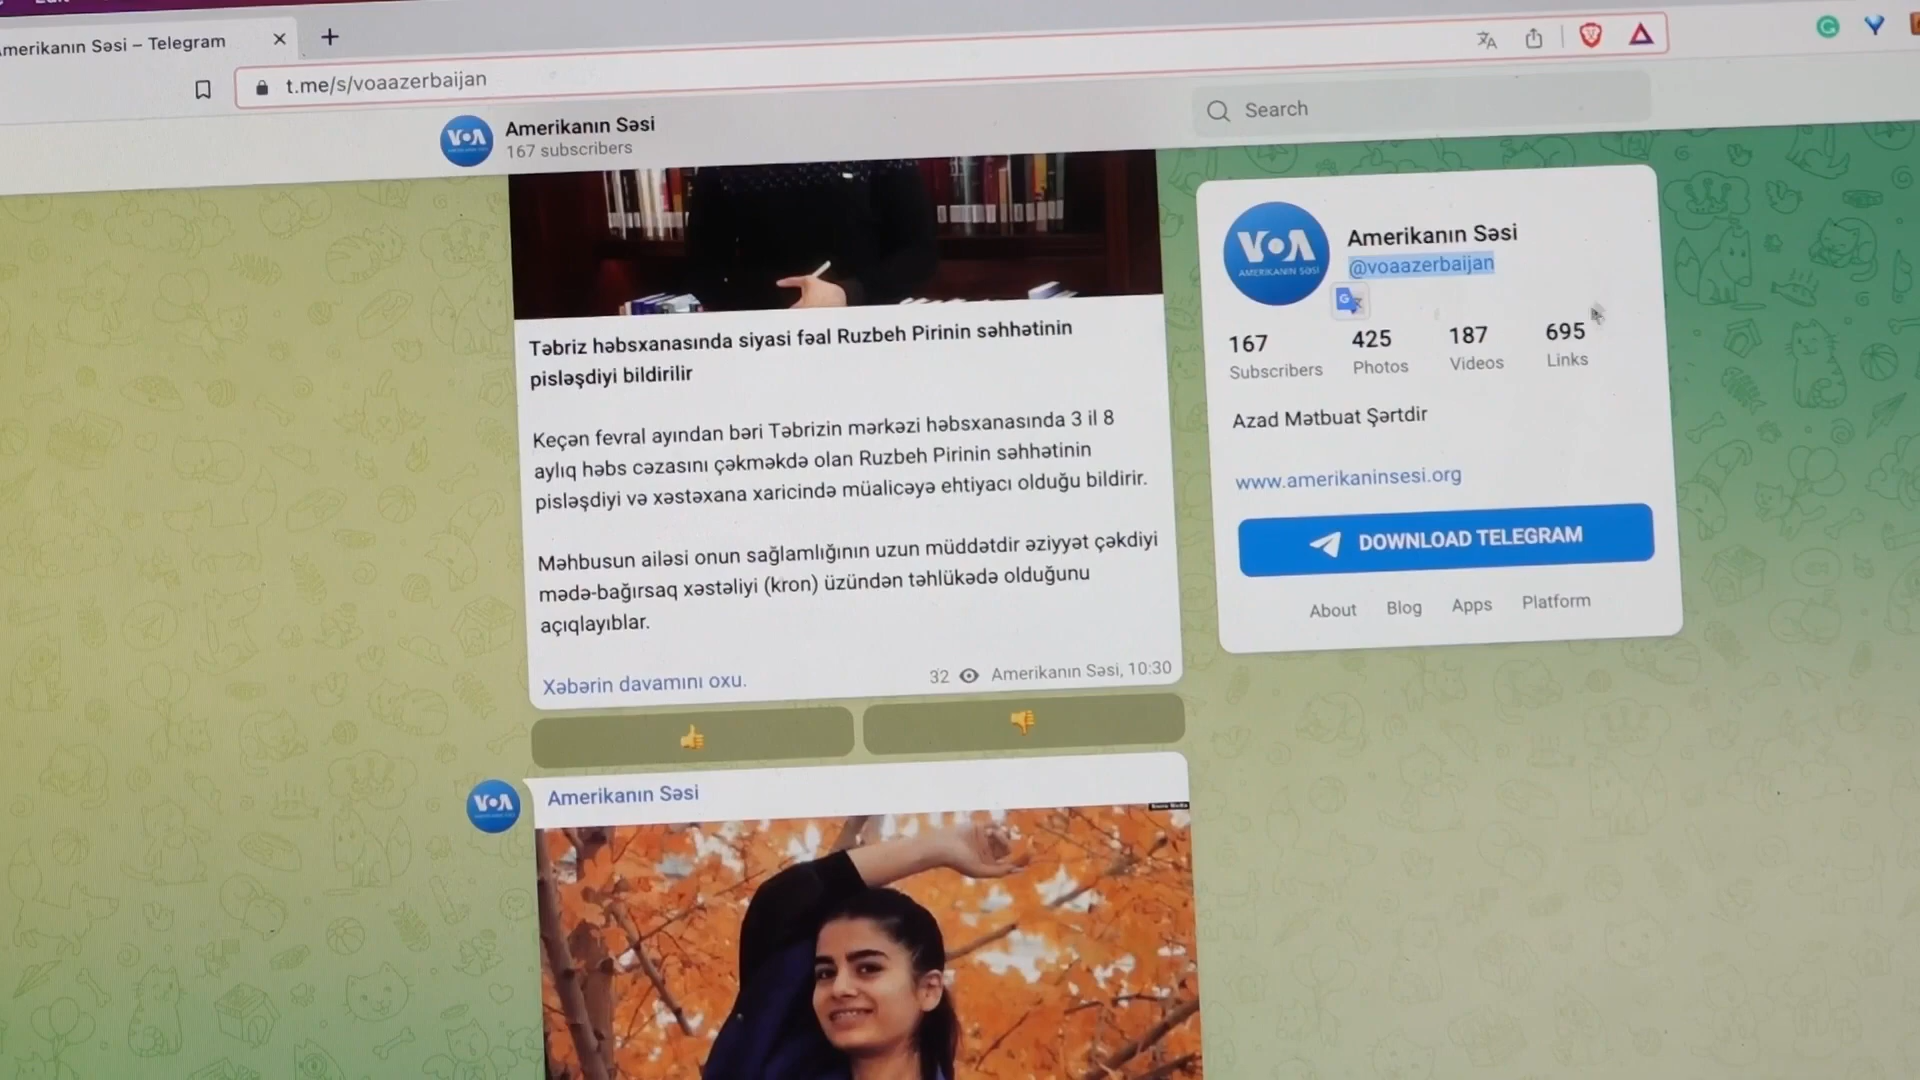 Amerikanın Səsi – Telegram
t.me/s/voaazerbaijan
VOA
Amerikanın Səsi
167 subscribers
Search
Təbriz həbsxanasında siyasi fəal Ruzbeh Pirinin səhhətinin
pisləşdiyi bildirilir
Keçən fevral ayından bəri Təbrizin mərkəzi həbsxanasında 3 il 8
aylıq həbs cəzasını çəkməkdə olan Ruzbeh Pirinin səhhətinin
pisləşdiyi və xəstəxana xaricində müalicəyə ehtiyacı olduğu bildirir.
Məhbusun ailəsi onun sağlamlığının uzun müddətdir əziyyət çəkdiyi
mədə-bağırsaq xəstəliyi (kron) üzündən təhlükədə olduğunu
açıqlayıblar.
Xəbərin davamını oxu.
32 Amerikanın Səsi, 10:30
VOA
Amerikanın Səsi
VOA
AMERIKANIN SƏSI
Amerikanın Səsi
@voaazerbaijan
167 Subscribers
425 Photos
187 Videos
695 Links
Azad Mətbuat Şərtdir
www.amerikaninsesi.org
DOWNLOAD TELEGRAM
About Blog Apps Platform